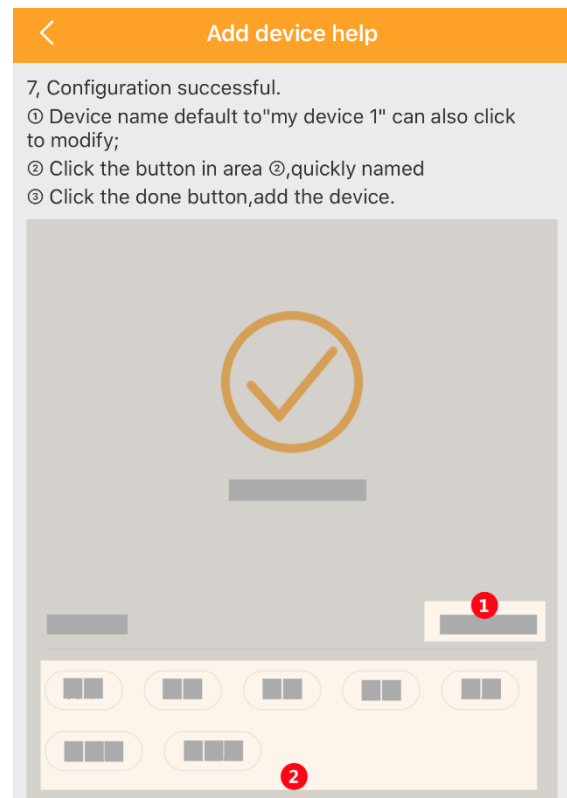 Add device help
7, Configuration successful.
① Device name default to"my device 1" can also click
to modify;
② Click the button in area ②,quickly named
③ Click the done button,add the device.
1
2